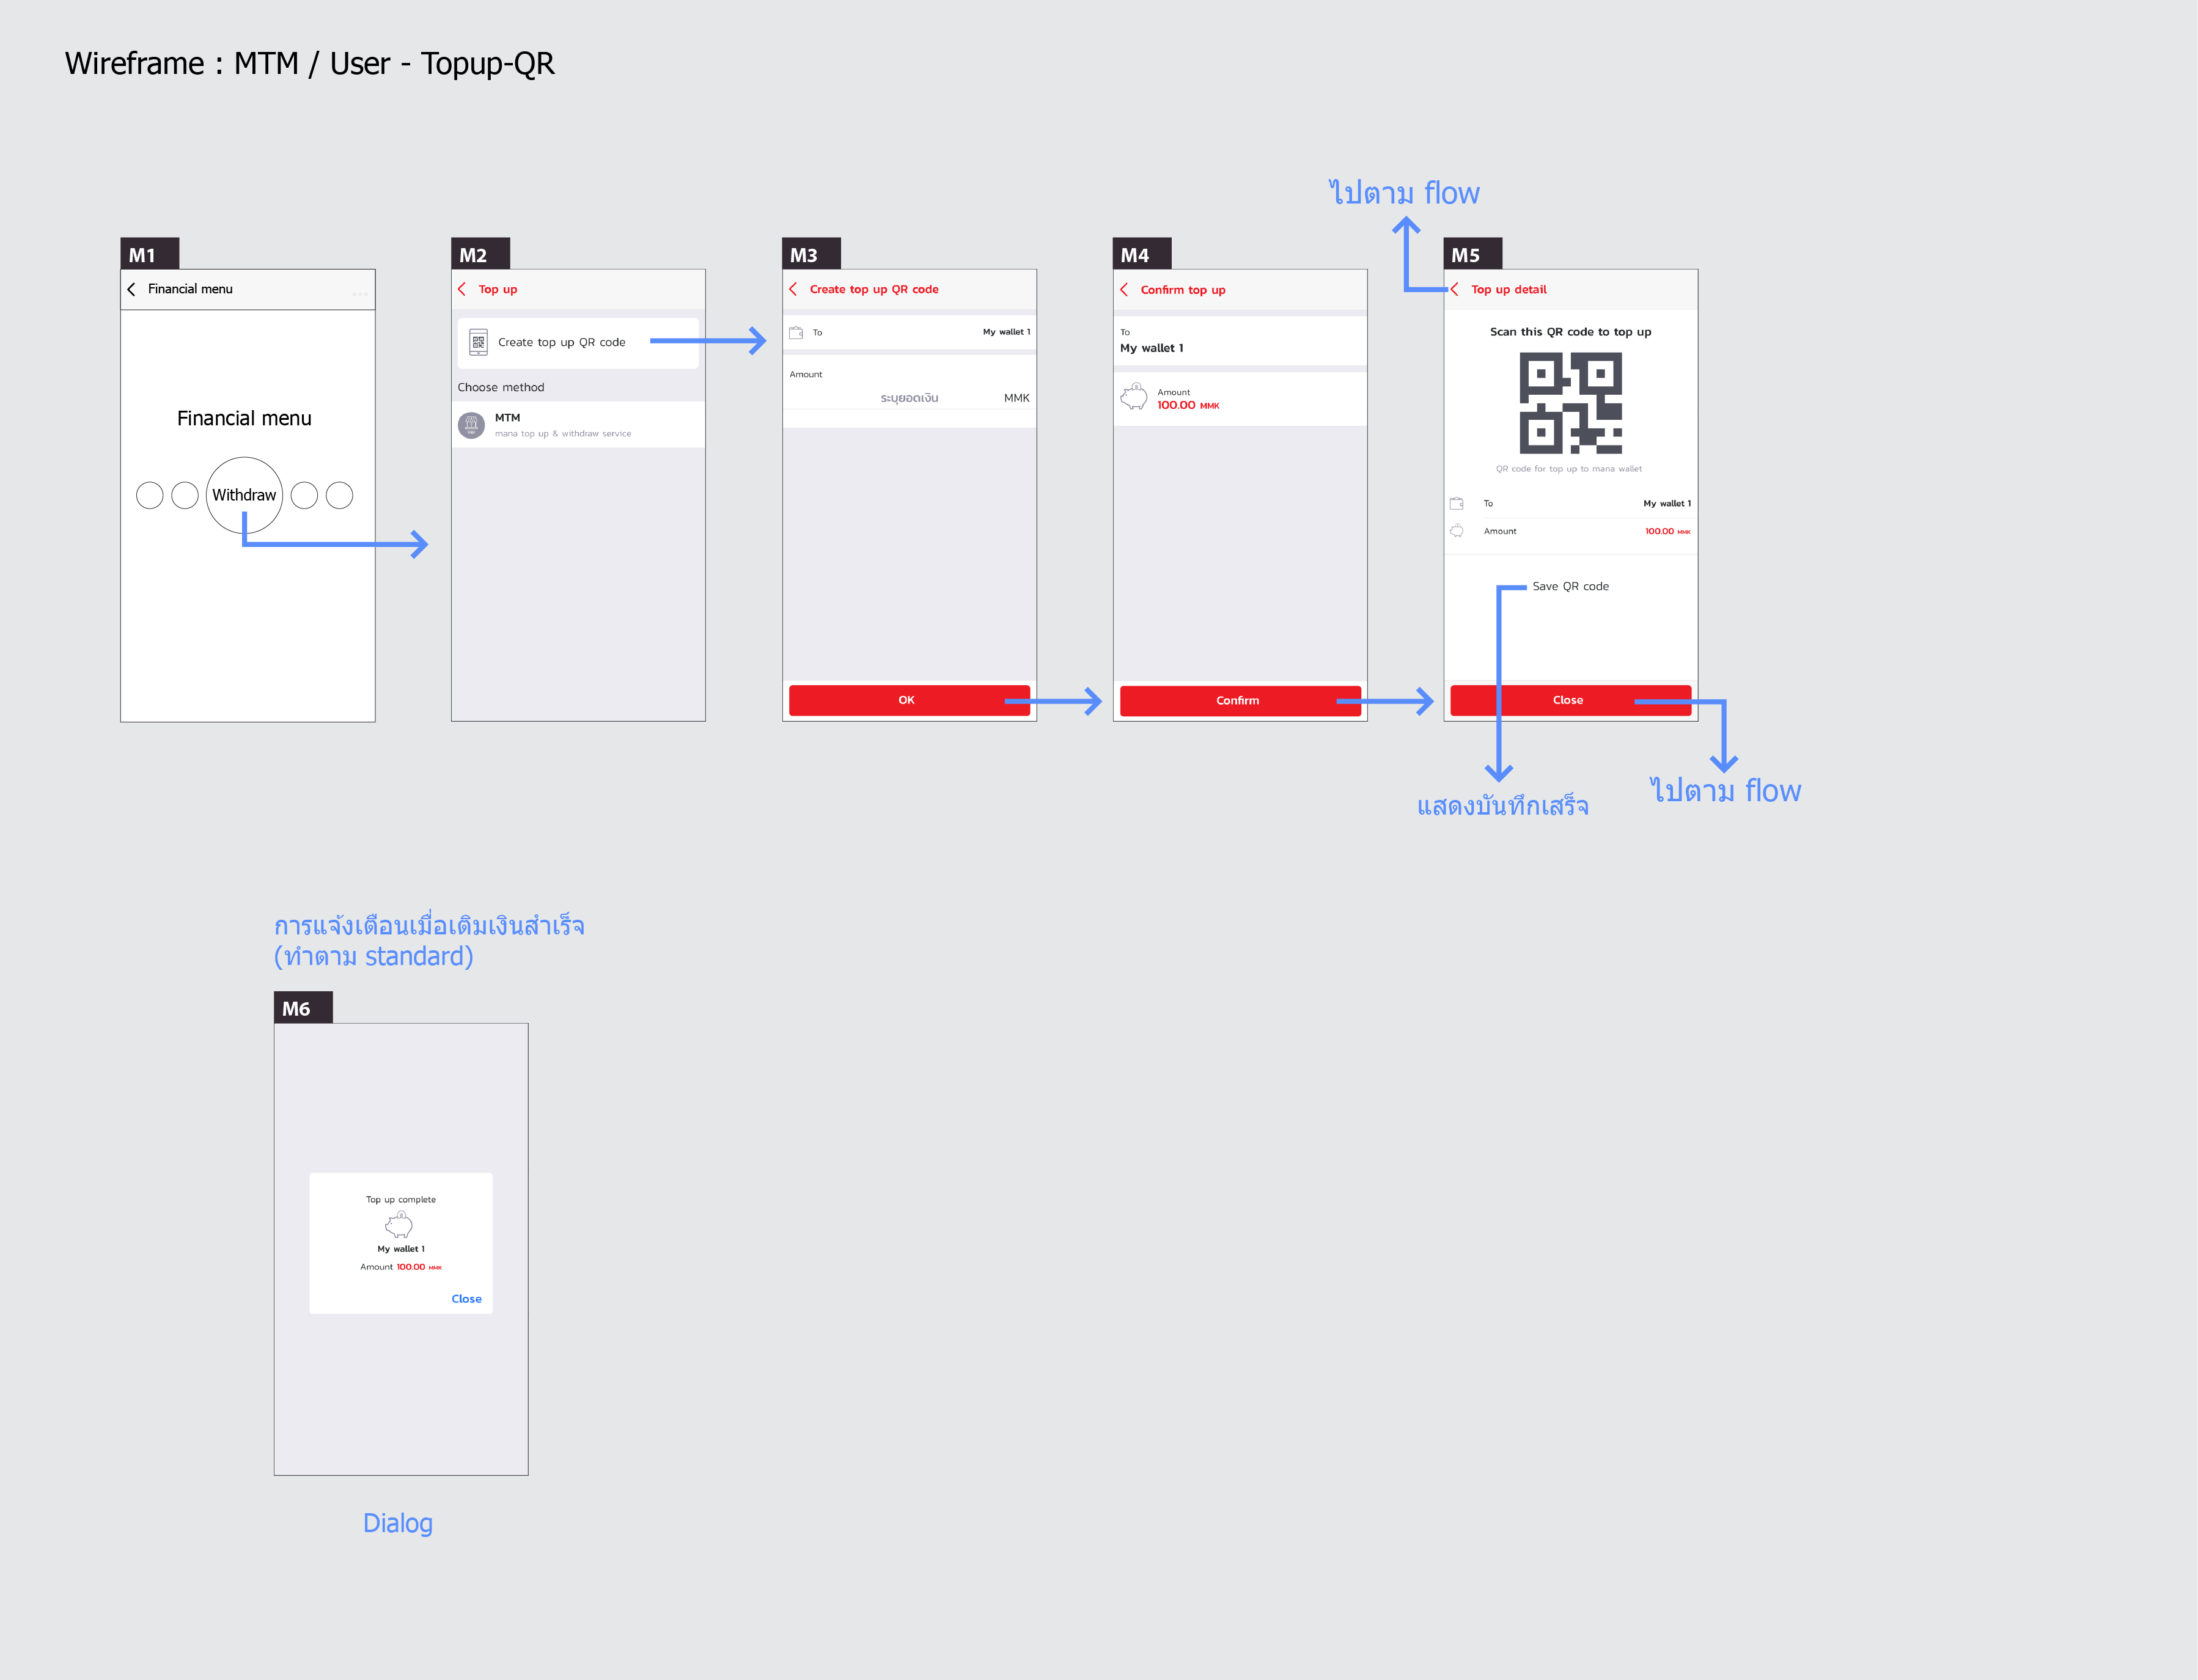 Wireframe : MTM / User - Topup-QR
ไปตาม flow
M1
Financial menu
Financial menu
Withdraw
M2
Top up
Create top up QR code
Choose method
MTM
mana top up & withdraw service
M3
Create top up QR code
To My wallet 1
Amount
ระบุยอดเงิน MMK
OK
M4
Confirm top up
To
My wallet 1
Amount
100.00 MMK
Confirm
M5
Top up detail
Scan this QR code to top up
QR code for top up to mana wallet
To My wallet 1
Amount 100.00 MMK
Save QR code
Close
แสดงบันทึกเสร็จ
ไปตาม flow
การแจ้งเตือนเมื่อเติมเงินสำเร็จ
(ทำตาม standard)
M6
Top up complete
My wallet 1
Amount 100.00 MMK
Close
Dialog